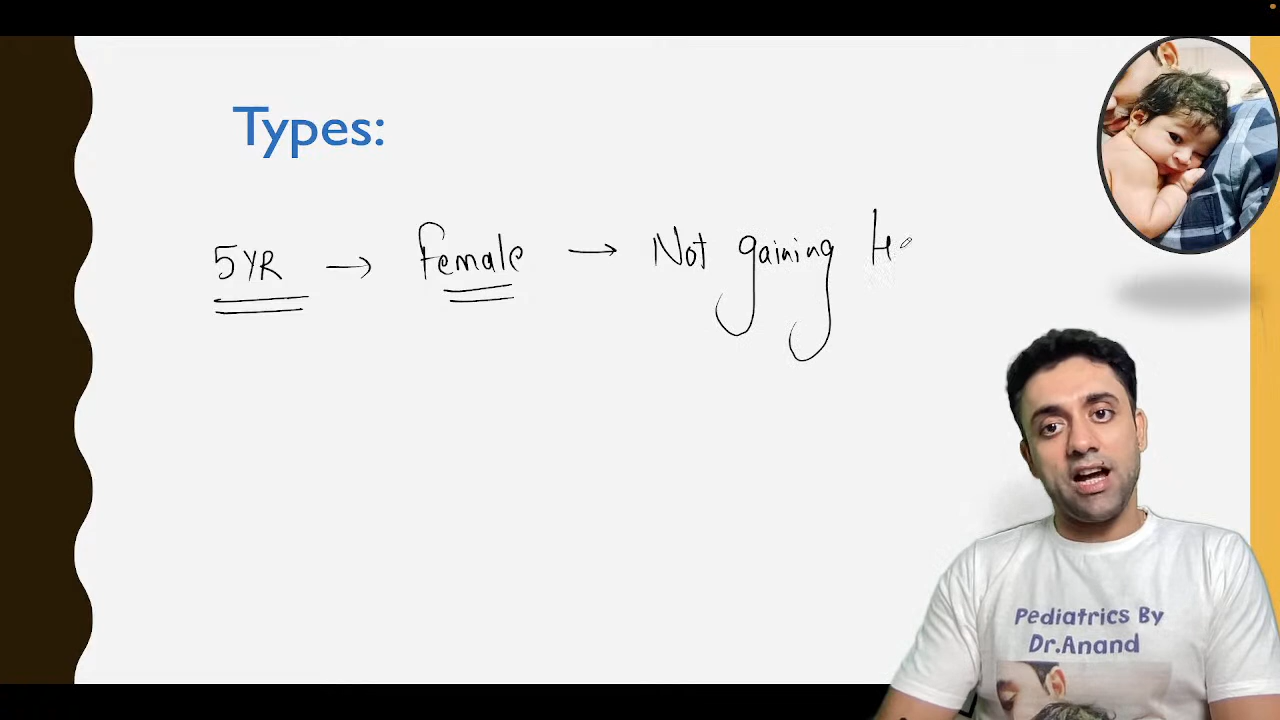 Types:
5YR → Female → Not gaining
Pediatrics By
Dr.Anand